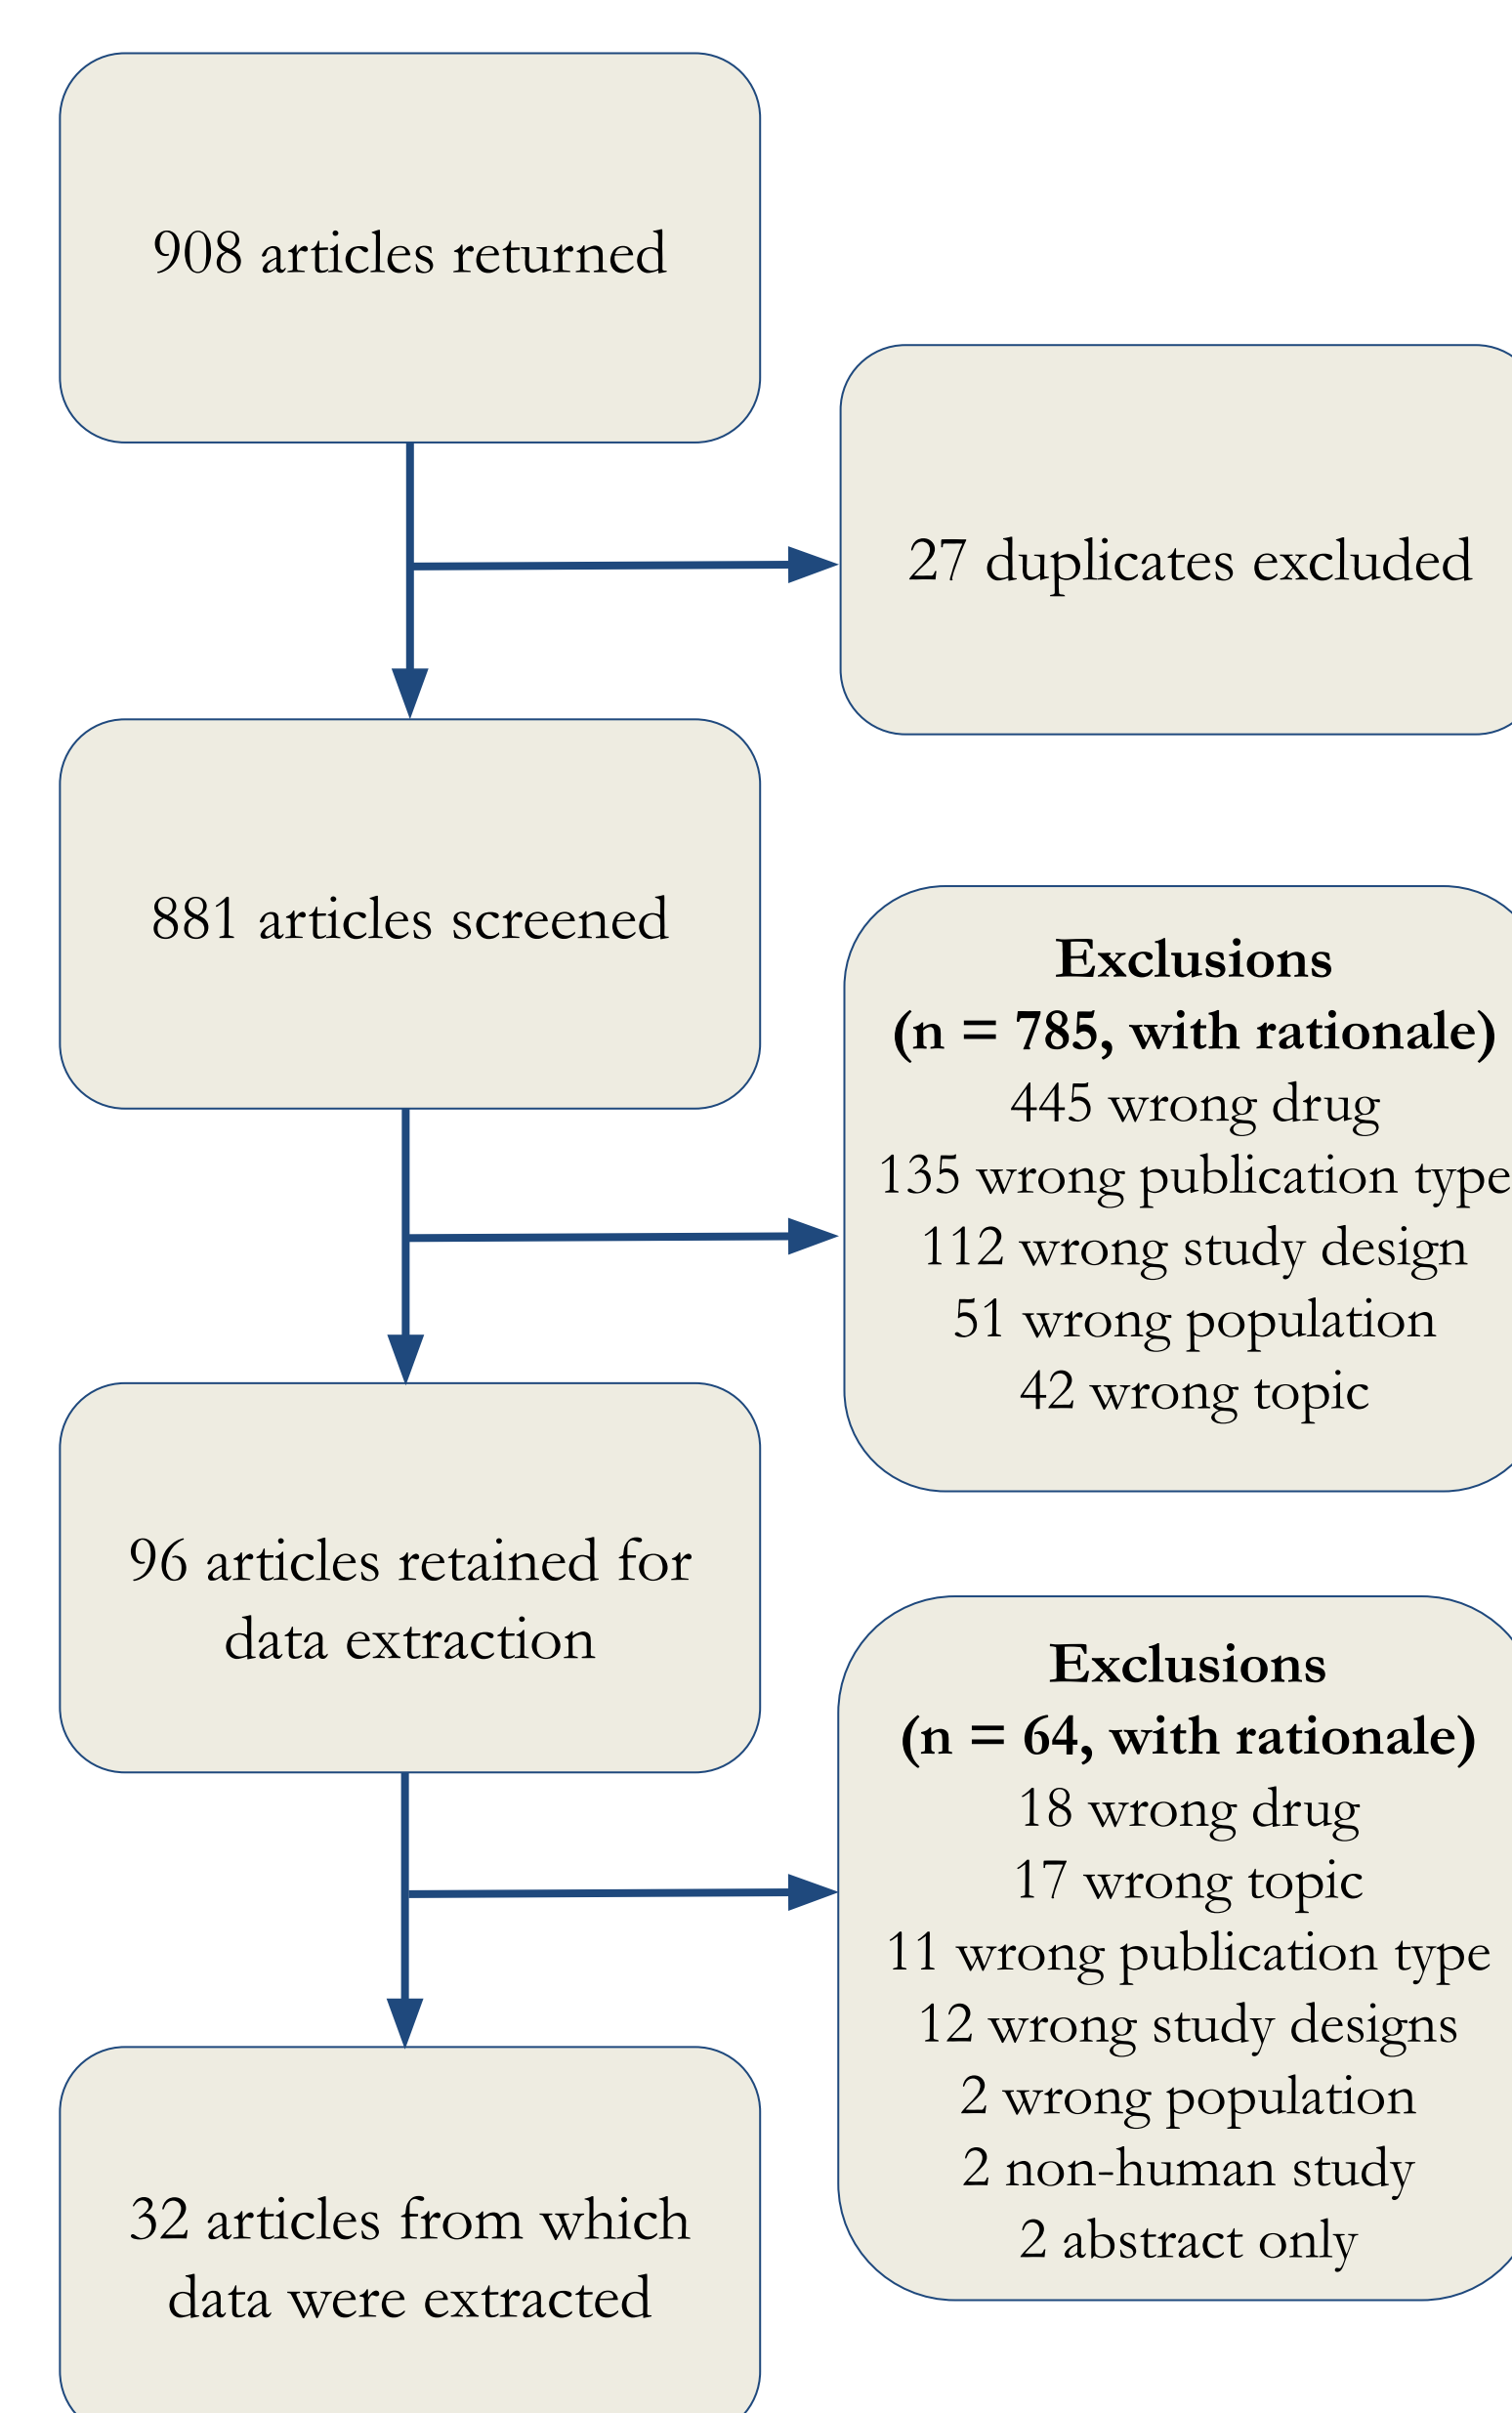 908 articles returned
27 duplicates excluded
881 articles screened
Exclusions
(n = 785, with rationale)
445 wrong drug
135 wrong publication type
112 wrong study design
51 wrong population
42 wrong topic
96 articles retained for
data extraction
Exclusions
(n = 64, with rationale)
18 wrong drug
17 wrong topic
11 wrong publication type
12 wrong study designs
2 wrong population
2 non-human study
2 abstract only
32 articles from which
data were extracted